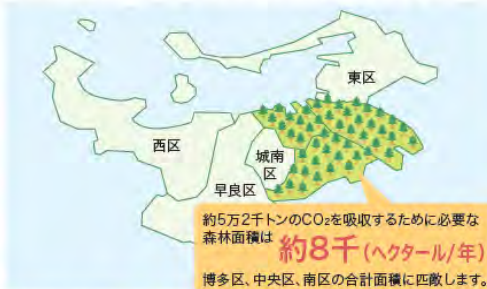 東区
西区
城南
区
早良区
約5万2千トンのCO₂を吸収するために必要な
森林面積は 約8千(ヘクタール/年)
博多区、中央区、南区の合計面積に匹敵します。